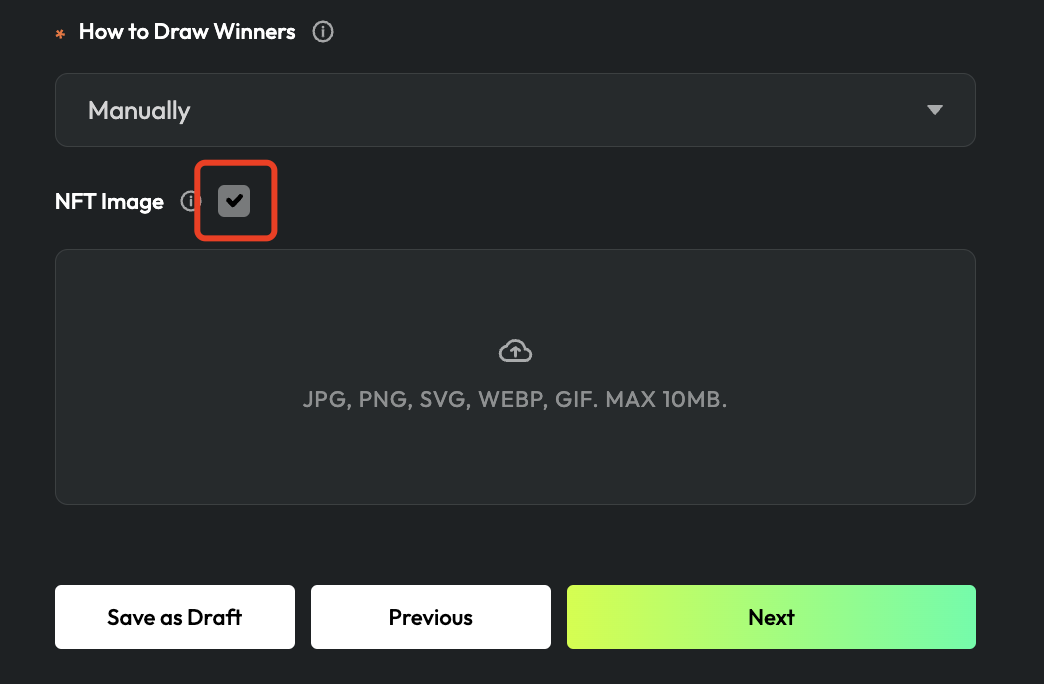 * How to Draw Winners
Manually
NFT Image
JPG, PNG, SVG, WEBP, GIF. MAX 10MB.
Save as Draft
Previous
Next